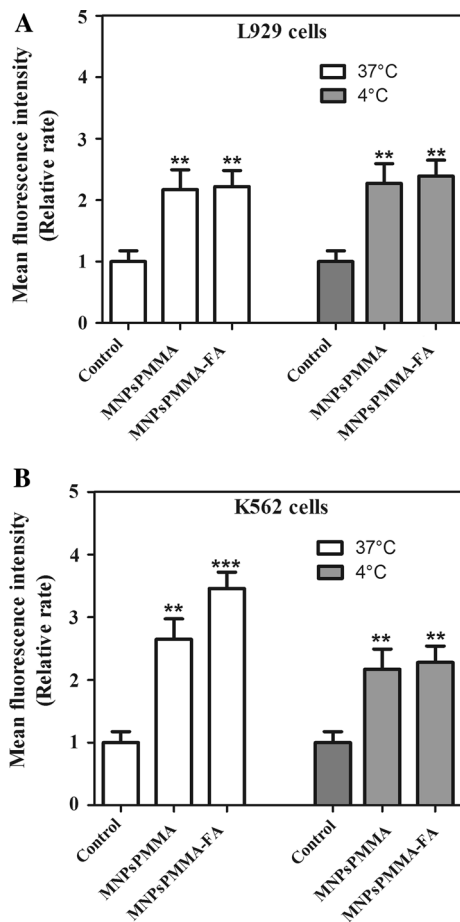 A
L929 cells
5
4
3
2
1
0
Mean fluorescence intensity
(Relative rate)
37°C
4°C
** ** ** **
Control MNPsPMMA MNPsPMMA-FA Control MNPsPMMA MNPsPMMA-FA
B
K562 cells
5
4
3
2
1
0
Mean fluorescence intensity
(Relative rate)
37°C
4°C
** *** ** **
Control MNPsPMMA MNPsPMMA-FA Control MNPsPMMA MNPsPMMA-FA